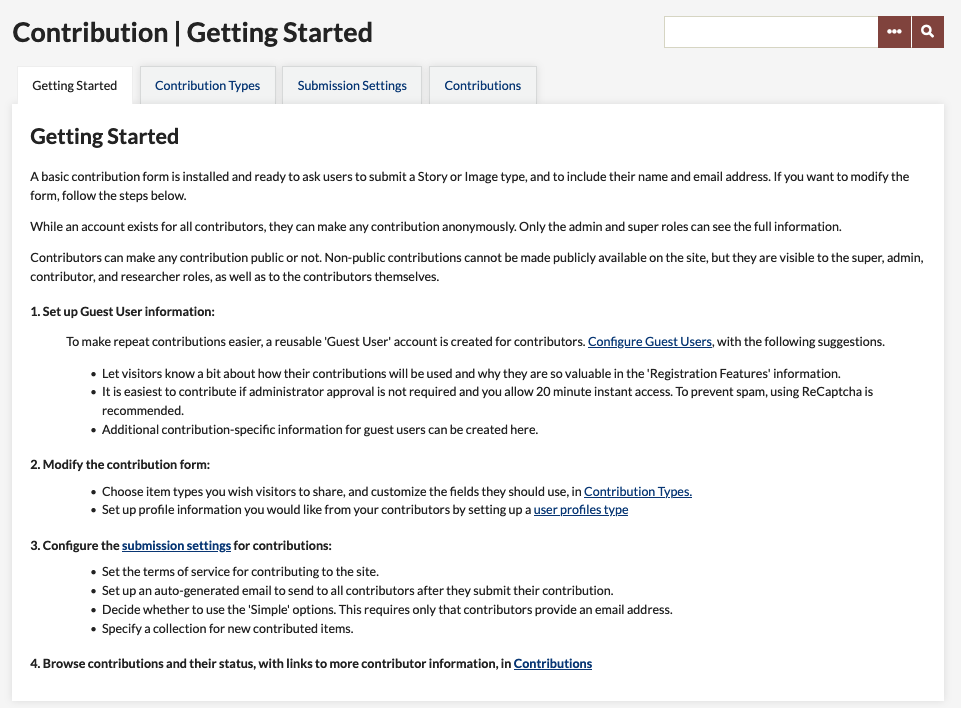 Contribution | Getting Started
Getting Started
Contribution Types
Submission Settings
Contributions
Getting Started
A basic contribution form is installed and ready to ask users to submit a Story or Image type, and to include their name and email address. If you want to modify the
form, follow the steps below.
While an account exists for all contributors, they can make any contribution anonymously. Only the admin and super roles can see the full information.
Contributors can make any contribution public or not. Non-public contributions cannot be made publicly available on the site, but they are visible to the super, admin,
contributor, and researcher roles, as well as to the contributors themselves.
1. Set up Guest User information:
To make repeat contributions easier, a reusable 'Guest User' account is created for contributors. Configure Guest Users, with the following suggestions.
• Let visitors know a bit about how their contributions will be used and why they are so valuable in the 'Registration Features' information.
• It is easiest to contribute if administrator approval is not required and you allow 20 minute instant access. To prevent spam, using ReCaptcha is
recommended.
• Additional contribution-specific information for guest users can be created here.
2. Modify the contribution form:
• Choose item types you wish visitors to share, and customize the fields they should use, in Contribution Types.
• Set up profile information you would like from your contributors by setting up a user profiles type
3. Configure the submission settings for contributions:
• Set the terms of service for contributing to the site.
• Set up an auto-generated email to send to all contributors after they submit their contribution.
• Decide whether to use the 'Simple' options. This requires only that contributors provide an email address.
• Specify a collection for new contributed items.
4. Browse contributions and their status, with links to more contributor information, in Contributions